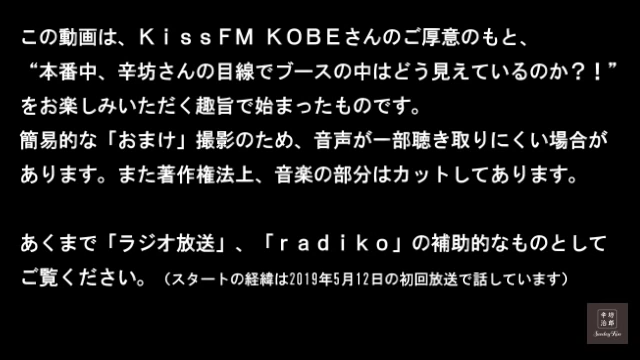 この動画は、ＫｉｓｓＦＭ ＫＯＢＥさんのご厚意のもと、
“本番中、辛坊さんの目線でブースの中はどう見えているのか？！”
をお楽しみいただく趣旨で始まったものです。
簡易的な「おまけ」撮影のため、音声が一部聴き取りにくい場合が
あります。また著作権法上、音楽の部分はカットしてあります。
あくまで「ラジオ放送」、「ｒａｄｉｋｏ」の補助的なものとして
ご覧ください。（スタートの経緯は2019年5月12日の初回放送で話しています）
辛坊
治郎